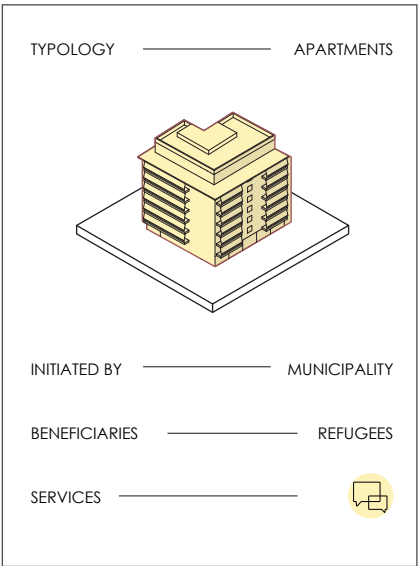 TYPOLOGY APARTMENTS
INITIATED BY MUNICIPALITY
BENEFICIARIES REFUGEES
SERVICES